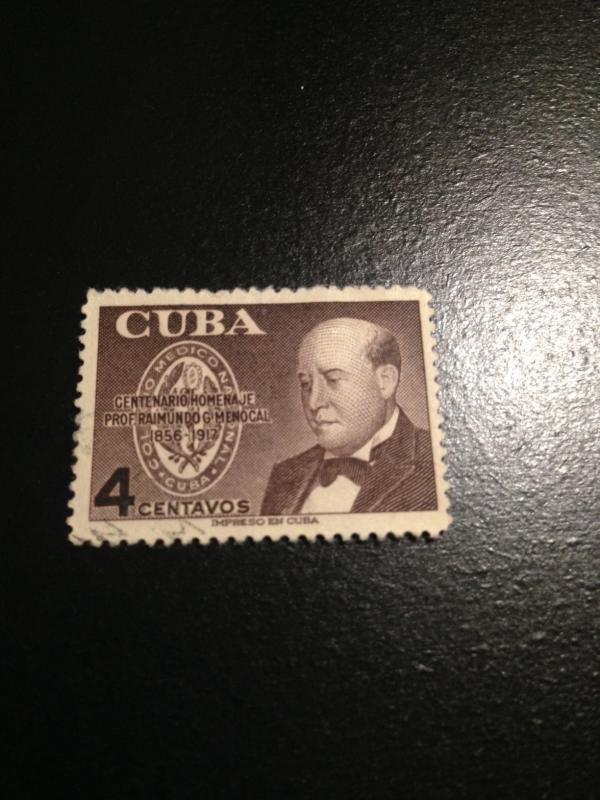 CUBA
COLEGIO MEDICO NACIONAL
CENTENARIO HOMENAJE
PROF. RAIMUNDO G. MENOCAL
1856-1917
CUBA
4 CENTAVOS
IMPRESO EN CUBA